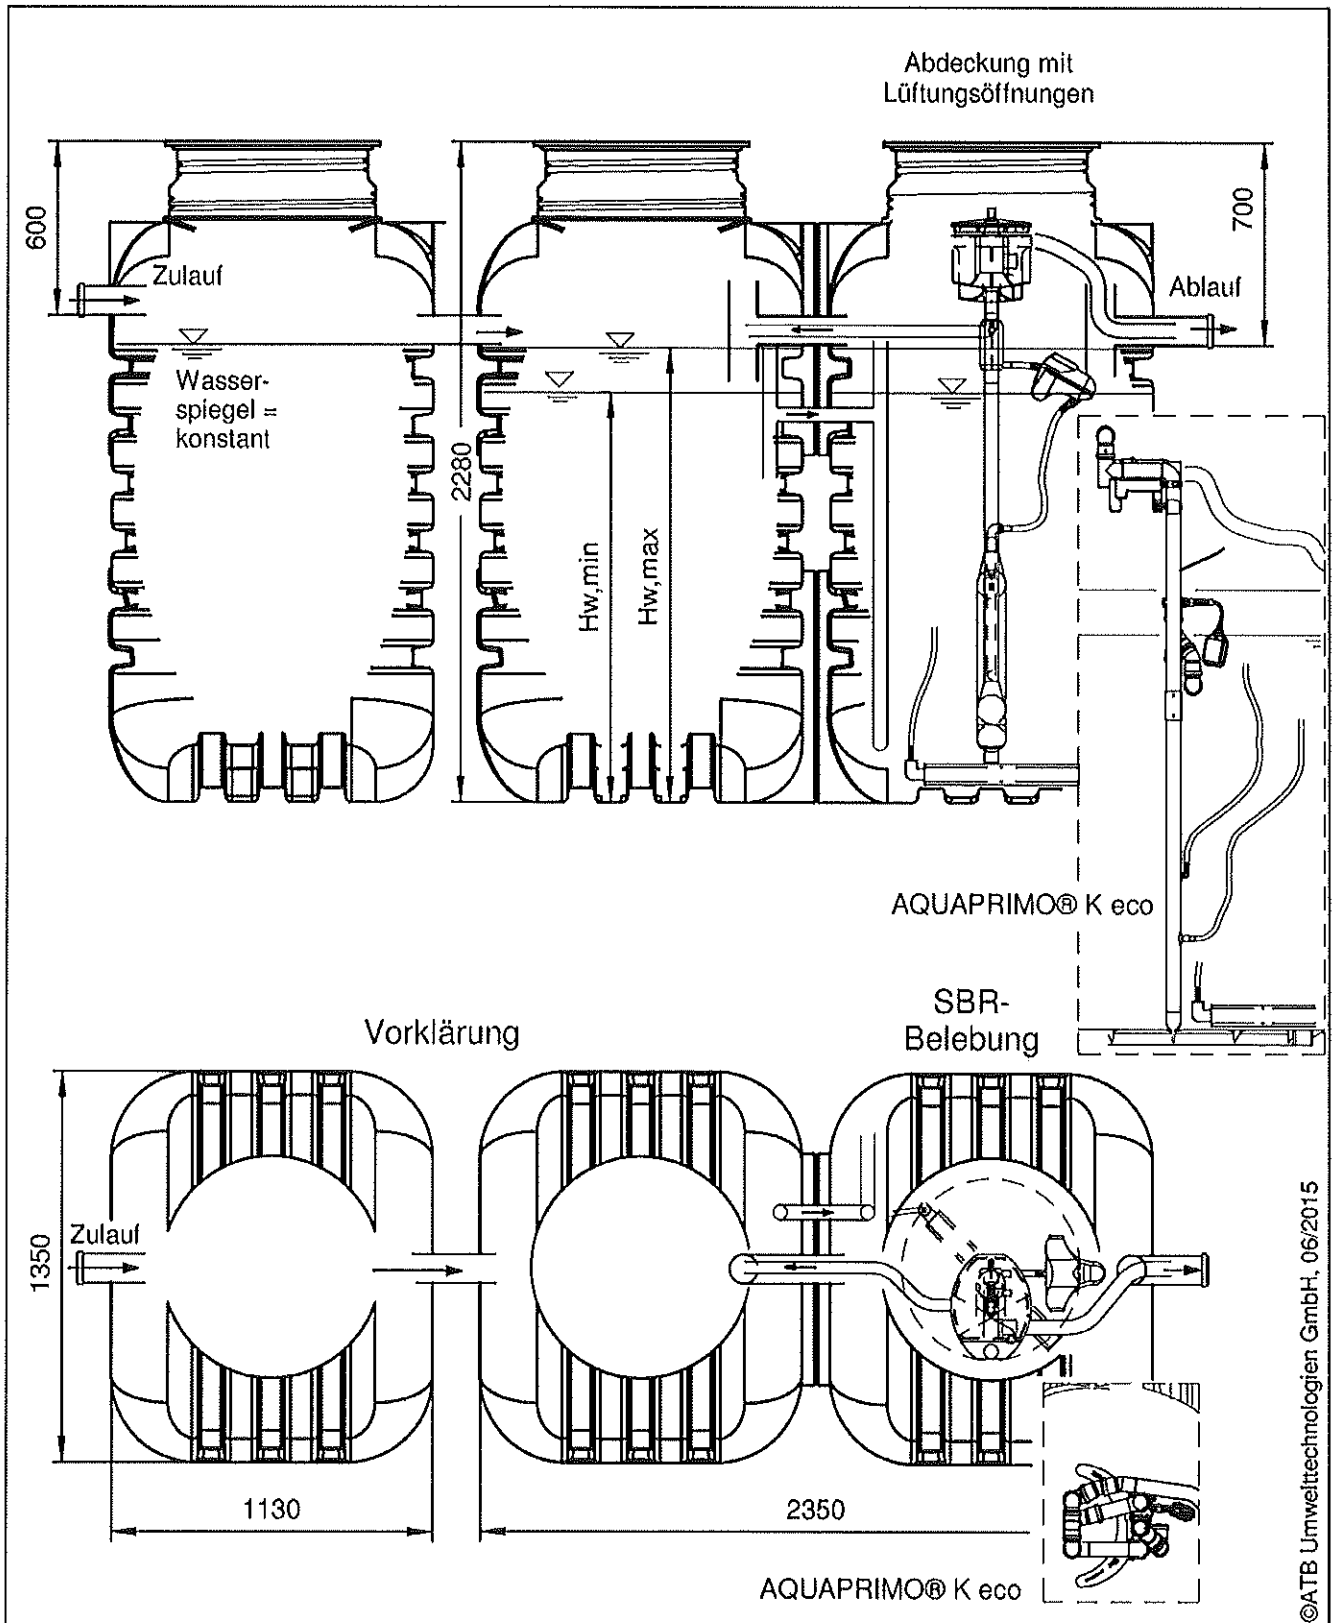 Abdeckung mit
Lüftungsöffnungen
600
700
Zulauf
Ablauf
Wasser-
spiegel =
konstant
2280
Hw,min
Hw,max
AQUAPRIMO® K eco
Vorklärung
SBR-
Belebung
1350
Zulauf
1130
2350
AQUAPRIMO® K eco
©ATB Umwelttechnologien GmbH, 06/2015